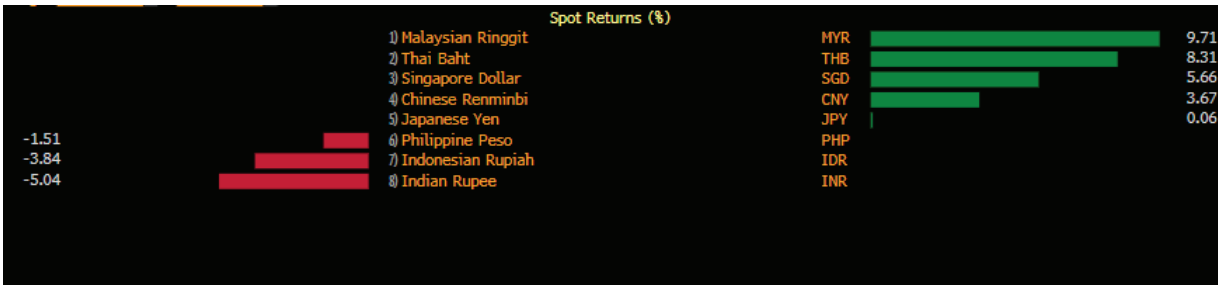 Spot Returns (%)
1) Malaysian Ringgit MYR 9.71
2) Thai Baht THB 8.31
3) Singapore Dollar SGD 5.66
4) Chinese Renminbi CNY 3.67
5) Japanese Yen JPY 0.06
-1.51 6) Philippine Peso PHP
-3.84 7) Indonesian Rupiah IDR
-5.04 8) Indian Rupee INR